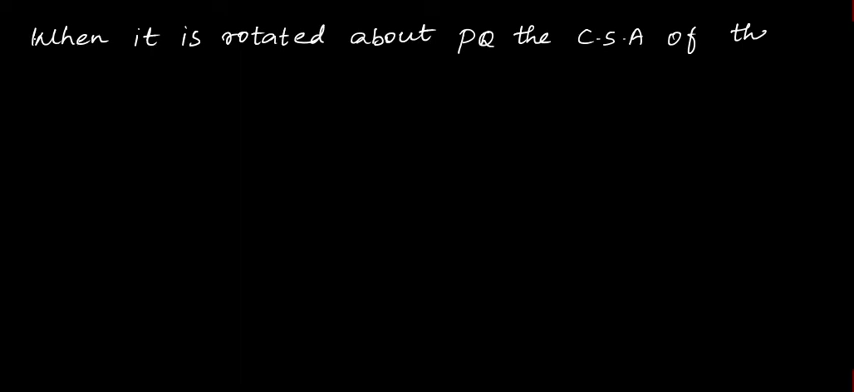 When it is rotated about PQ the C.S.A of th